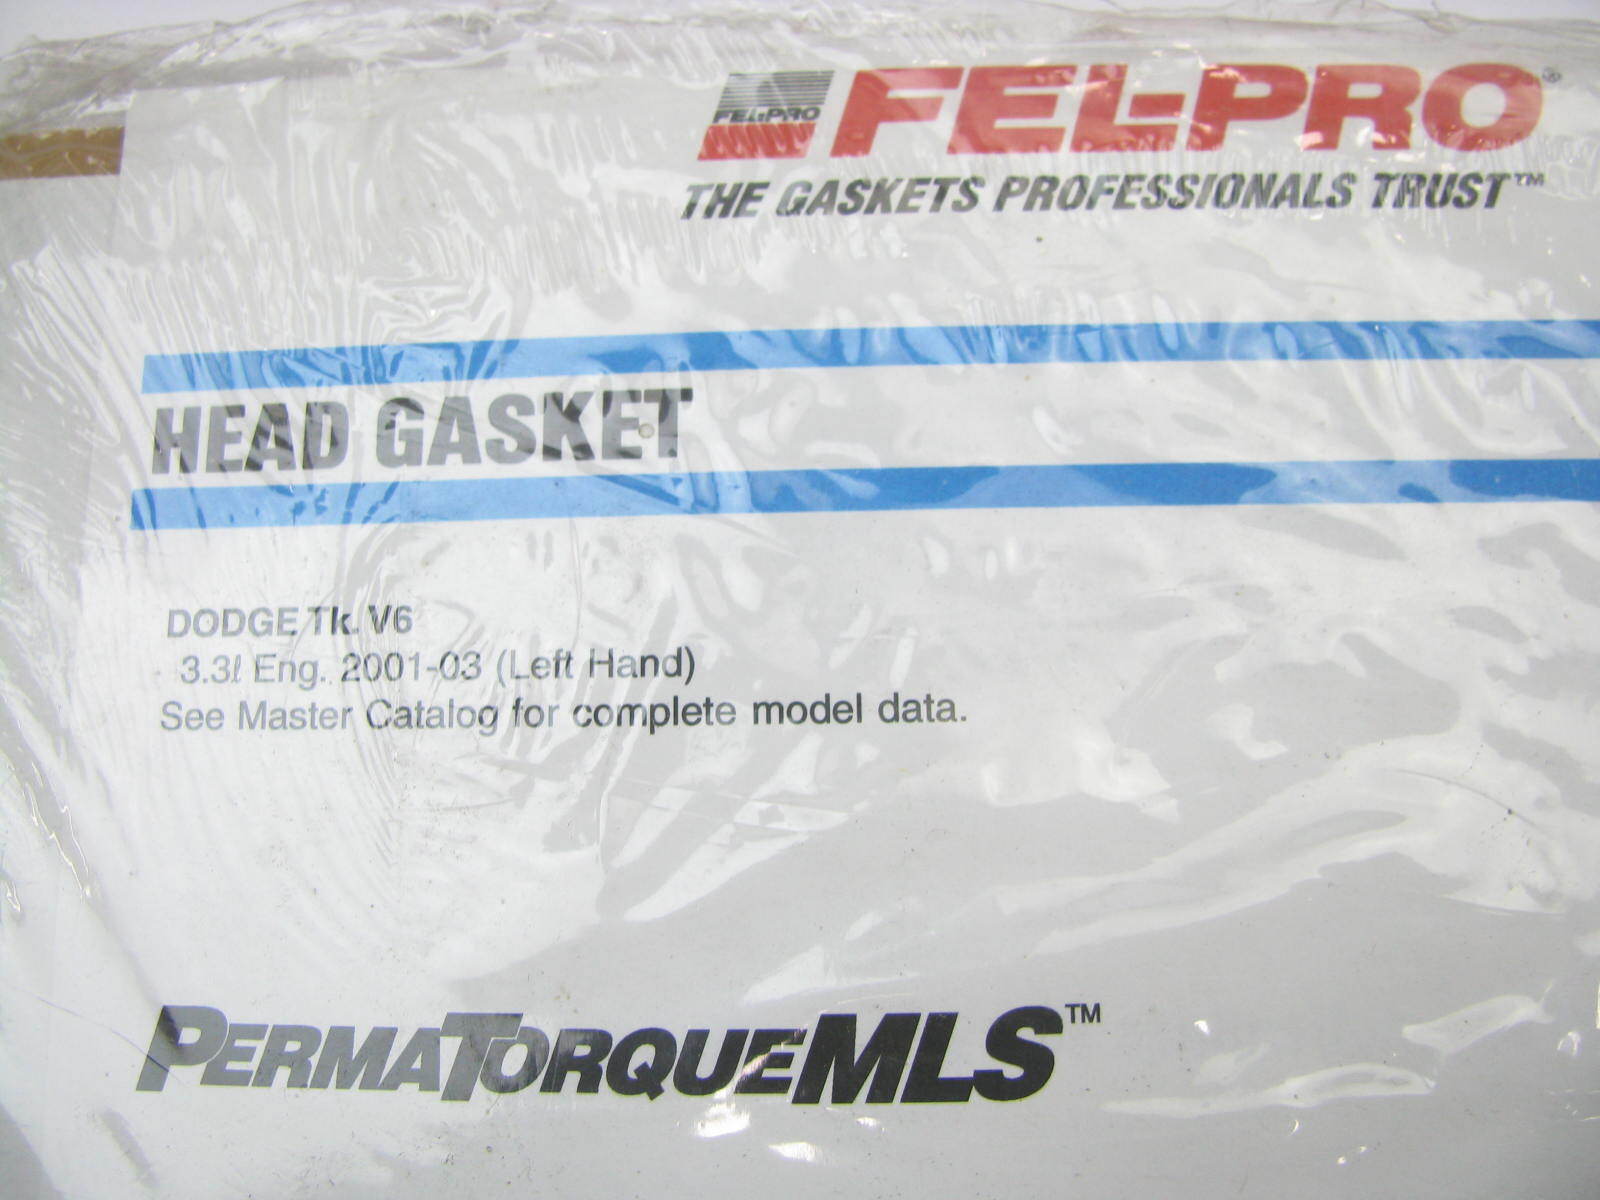 FEL-PRO
FEL-PRO®
THE GASKETS PROFESSIONALS TRUST™
HEAD GASKET
DODGE Tk. V6
3.3ℓ Eng. 2001-03 (Left Hand)
See Master Catalog for complete model data.
PERMATORQUEMLS™